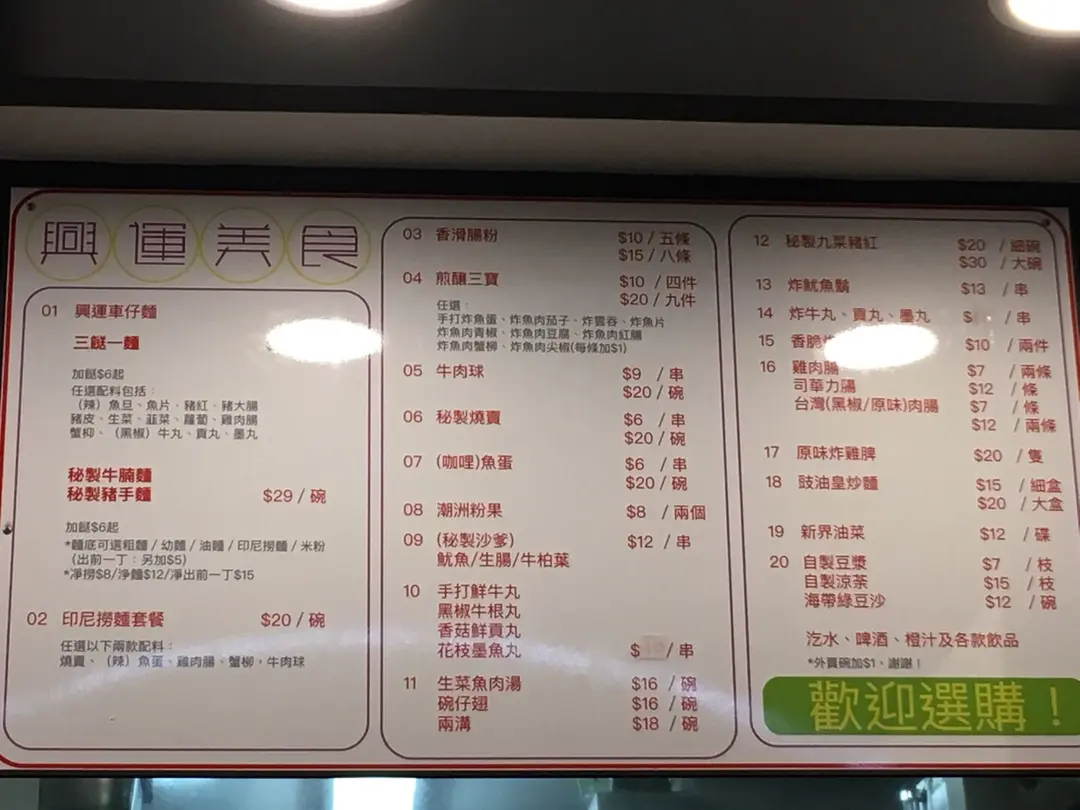 興運美食
01 興運車仔麵
三餸一麵
加餸$6起
任選配料包括：
（辣）魚旦、魚片、豬紅、豬大腸
豬皮、生菜、韮菜、蘿蔔、雞肉腸
蟹柳、（黑椒）牛丸、貢丸、墨丸
秘製牛腩麵
秘製豬手麵 $29 / 碗
加餸$6起
*麵底可選粗麵 / 幼麵 / 油麵 / 印尼撈麵 / 米粉
（出前一丁：另加$5）
*凈撈$8/淨麵$12/淨出前一丁$15
02 印尼撈麵套餐 $20 / 碗
任選以下兩款配料：
燒賣、（辣）魚蛋、雞肉腸、蟹柳，牛肉球
03 香滑腸粉 $10 / 五條
$15 / 八條
04 煎釀三寶 $10 / 四件
$20 / 九件
任選：
手打炸魚蛋、炸魚肉茄子、炸雲吞、炸魚片
炸魚肉青椒、炸魚肉豆腐、炸魚肉紅腸
炸魚肉蟹柳、炸魚肉尖椒(每條加$1)
05 牛肉球 $9 / 串
$20 / 碗
06 秘製燒賣 $6 / 串
$20 / 碗
07 (咖哩)魚蛋 $6 / 串
$20 / 碗
08 潮洲粉果 $8 / 兩個
09 (秘製沙爹) $12 / 串
魷魚/生腸/牛柏葉
10 手打鮮牛丸
黑椒牛根丸
香菇鮮貢丸
花枝墨魚丸 $ / 串
11 生菜魚肉湯 $16 / 碗
碗仔翅 $16 / 碗
兩溝 $18 / 碗
12 秘製九菜豬紅 $20 / 細碗
$30 / 大碗
13 炸魷魚鬚 $13 / 串
14 炸牛丸、貢丸、墨丸 $ / 串
15 香脆 $10 / 兩件
16 雞肉腸 $7 / 兩條
司華力腸 $12 / 條
台灣(黑椒/原味)肉腸 $7 / 條
$12 / 兩條
17 原味炸雞脾 $20 / 隻
18 豉油皇炒麵 $15 / 細盒
$20 / 大盒
19 新界油菜 $12 / 碟
20 自製豆漿 $7 / 枝
自製涼茶 $15 / 枝
海帶綠豆沙 $12 / 碗
汽水、啤酒、橙汁及各款飲品
*外賣碗加$1、謝謝！
歡迎選購！